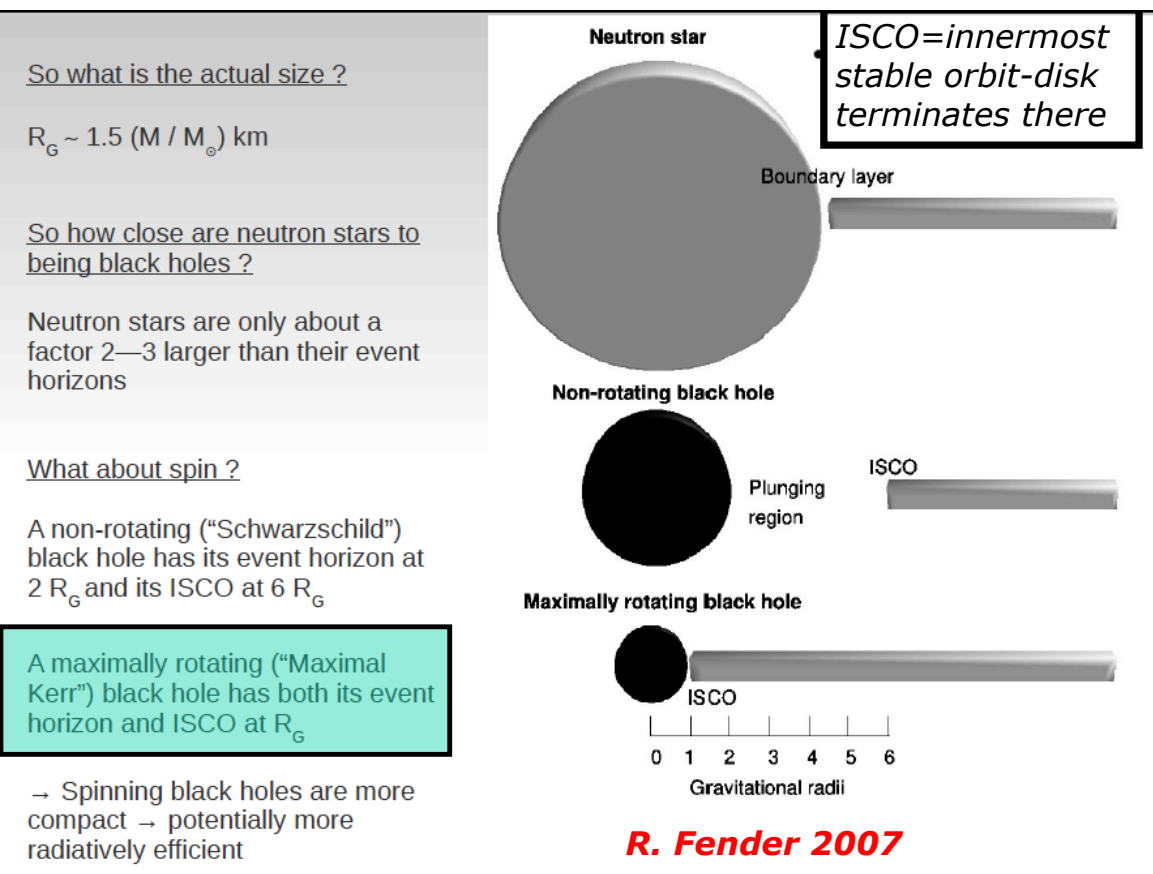 So what is the actual size ?
R_G ~ 1.5 (M / M_☉) km
So how close are neutron stars to
being black holes ?
Neutron stars are only about a
factor 2—3 larger than their event
horizons
What about spin ?
A non-rotating (“Schwarzschild”)
black hole has its event horizon at
2 R_G and its ISCO at 6 R_G
A maximally rotating (“Maximal
Kerr”) black hole has both its event
horizon and ISCO at R_G
→ Spinning black holes are more
compact → potentially more
radiatively efficient
Neutron star
ISCO=innermost
stable orbit-disk
terminates there
Boundary layer
Non-rotating black hole
ISCO
Plunging
region
Maximally rotating black hole
ISCO
0 1 2 3 4 5 6
Gravitational radii
R. Fender 2007